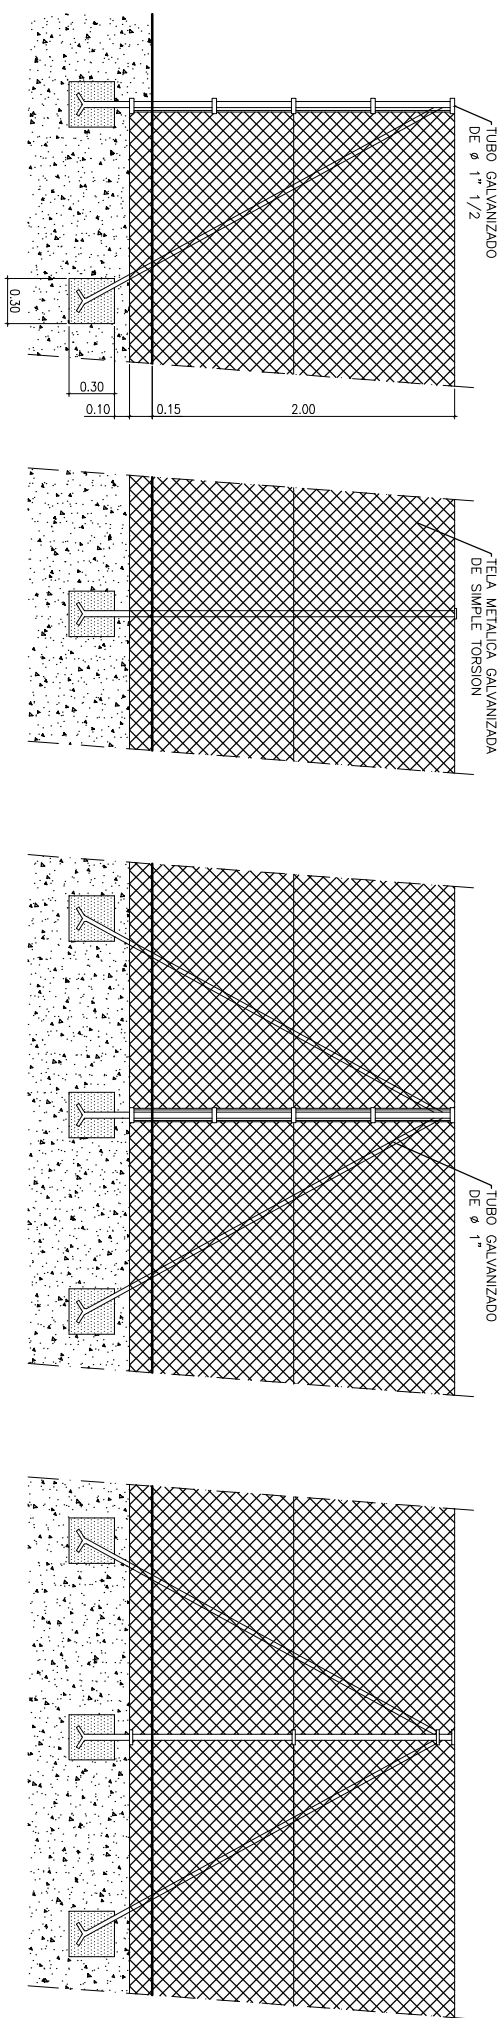 TUBO GALVANIZADO
DE ø 1" 1/2
0.30
0.30
0.10
0.15
2.00
TELA METALICA GALVANIZADA
DE SIMPLE TORSION
TUBO GALVANIZADO
DE ø 1"